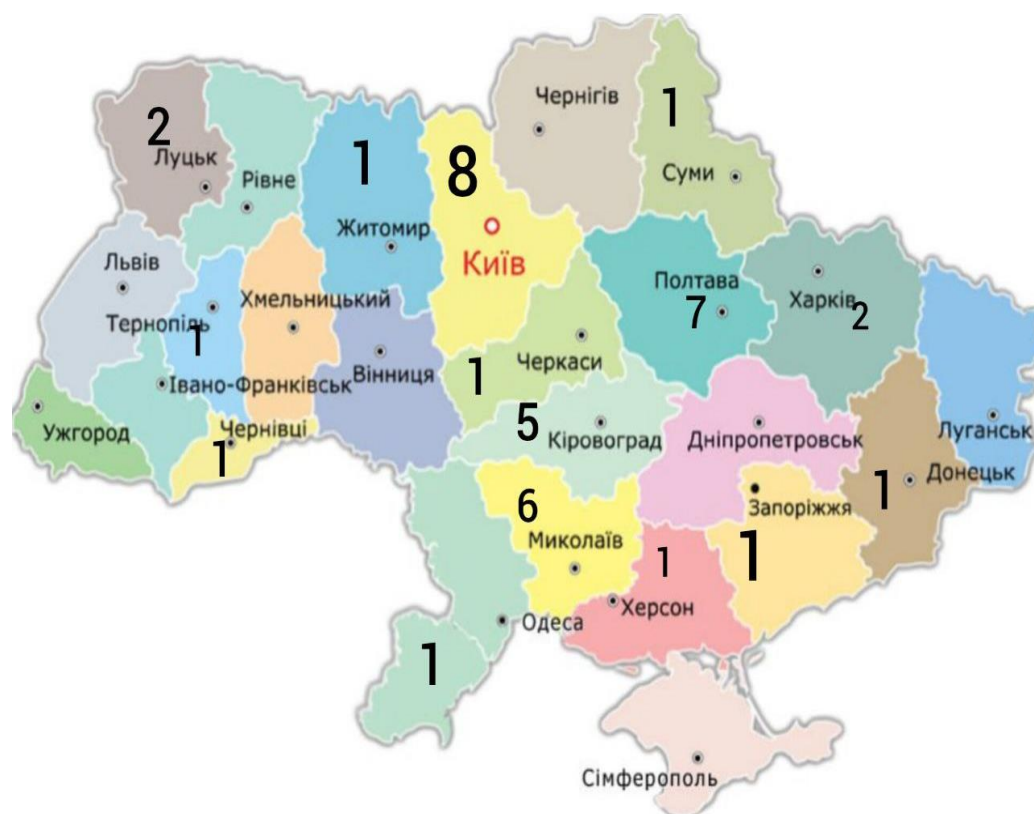 Чернігів
1
2
Луцьк
1
8
Суми
Рівне
Житомир
Київ
Львів
Полтава
Харків
Хмельницький
7
2
Тернопіль
1
Черкаси
Вінниця
1
Івано-Франківськ
Ужгород
Чернівці
1
5
Кіровоград
Дніпропетровськ
Луганськ
Донецьк
1
6
Запоріжжя
Миколаїв
1
1
Херсон
Одеса
1
Сімферополь